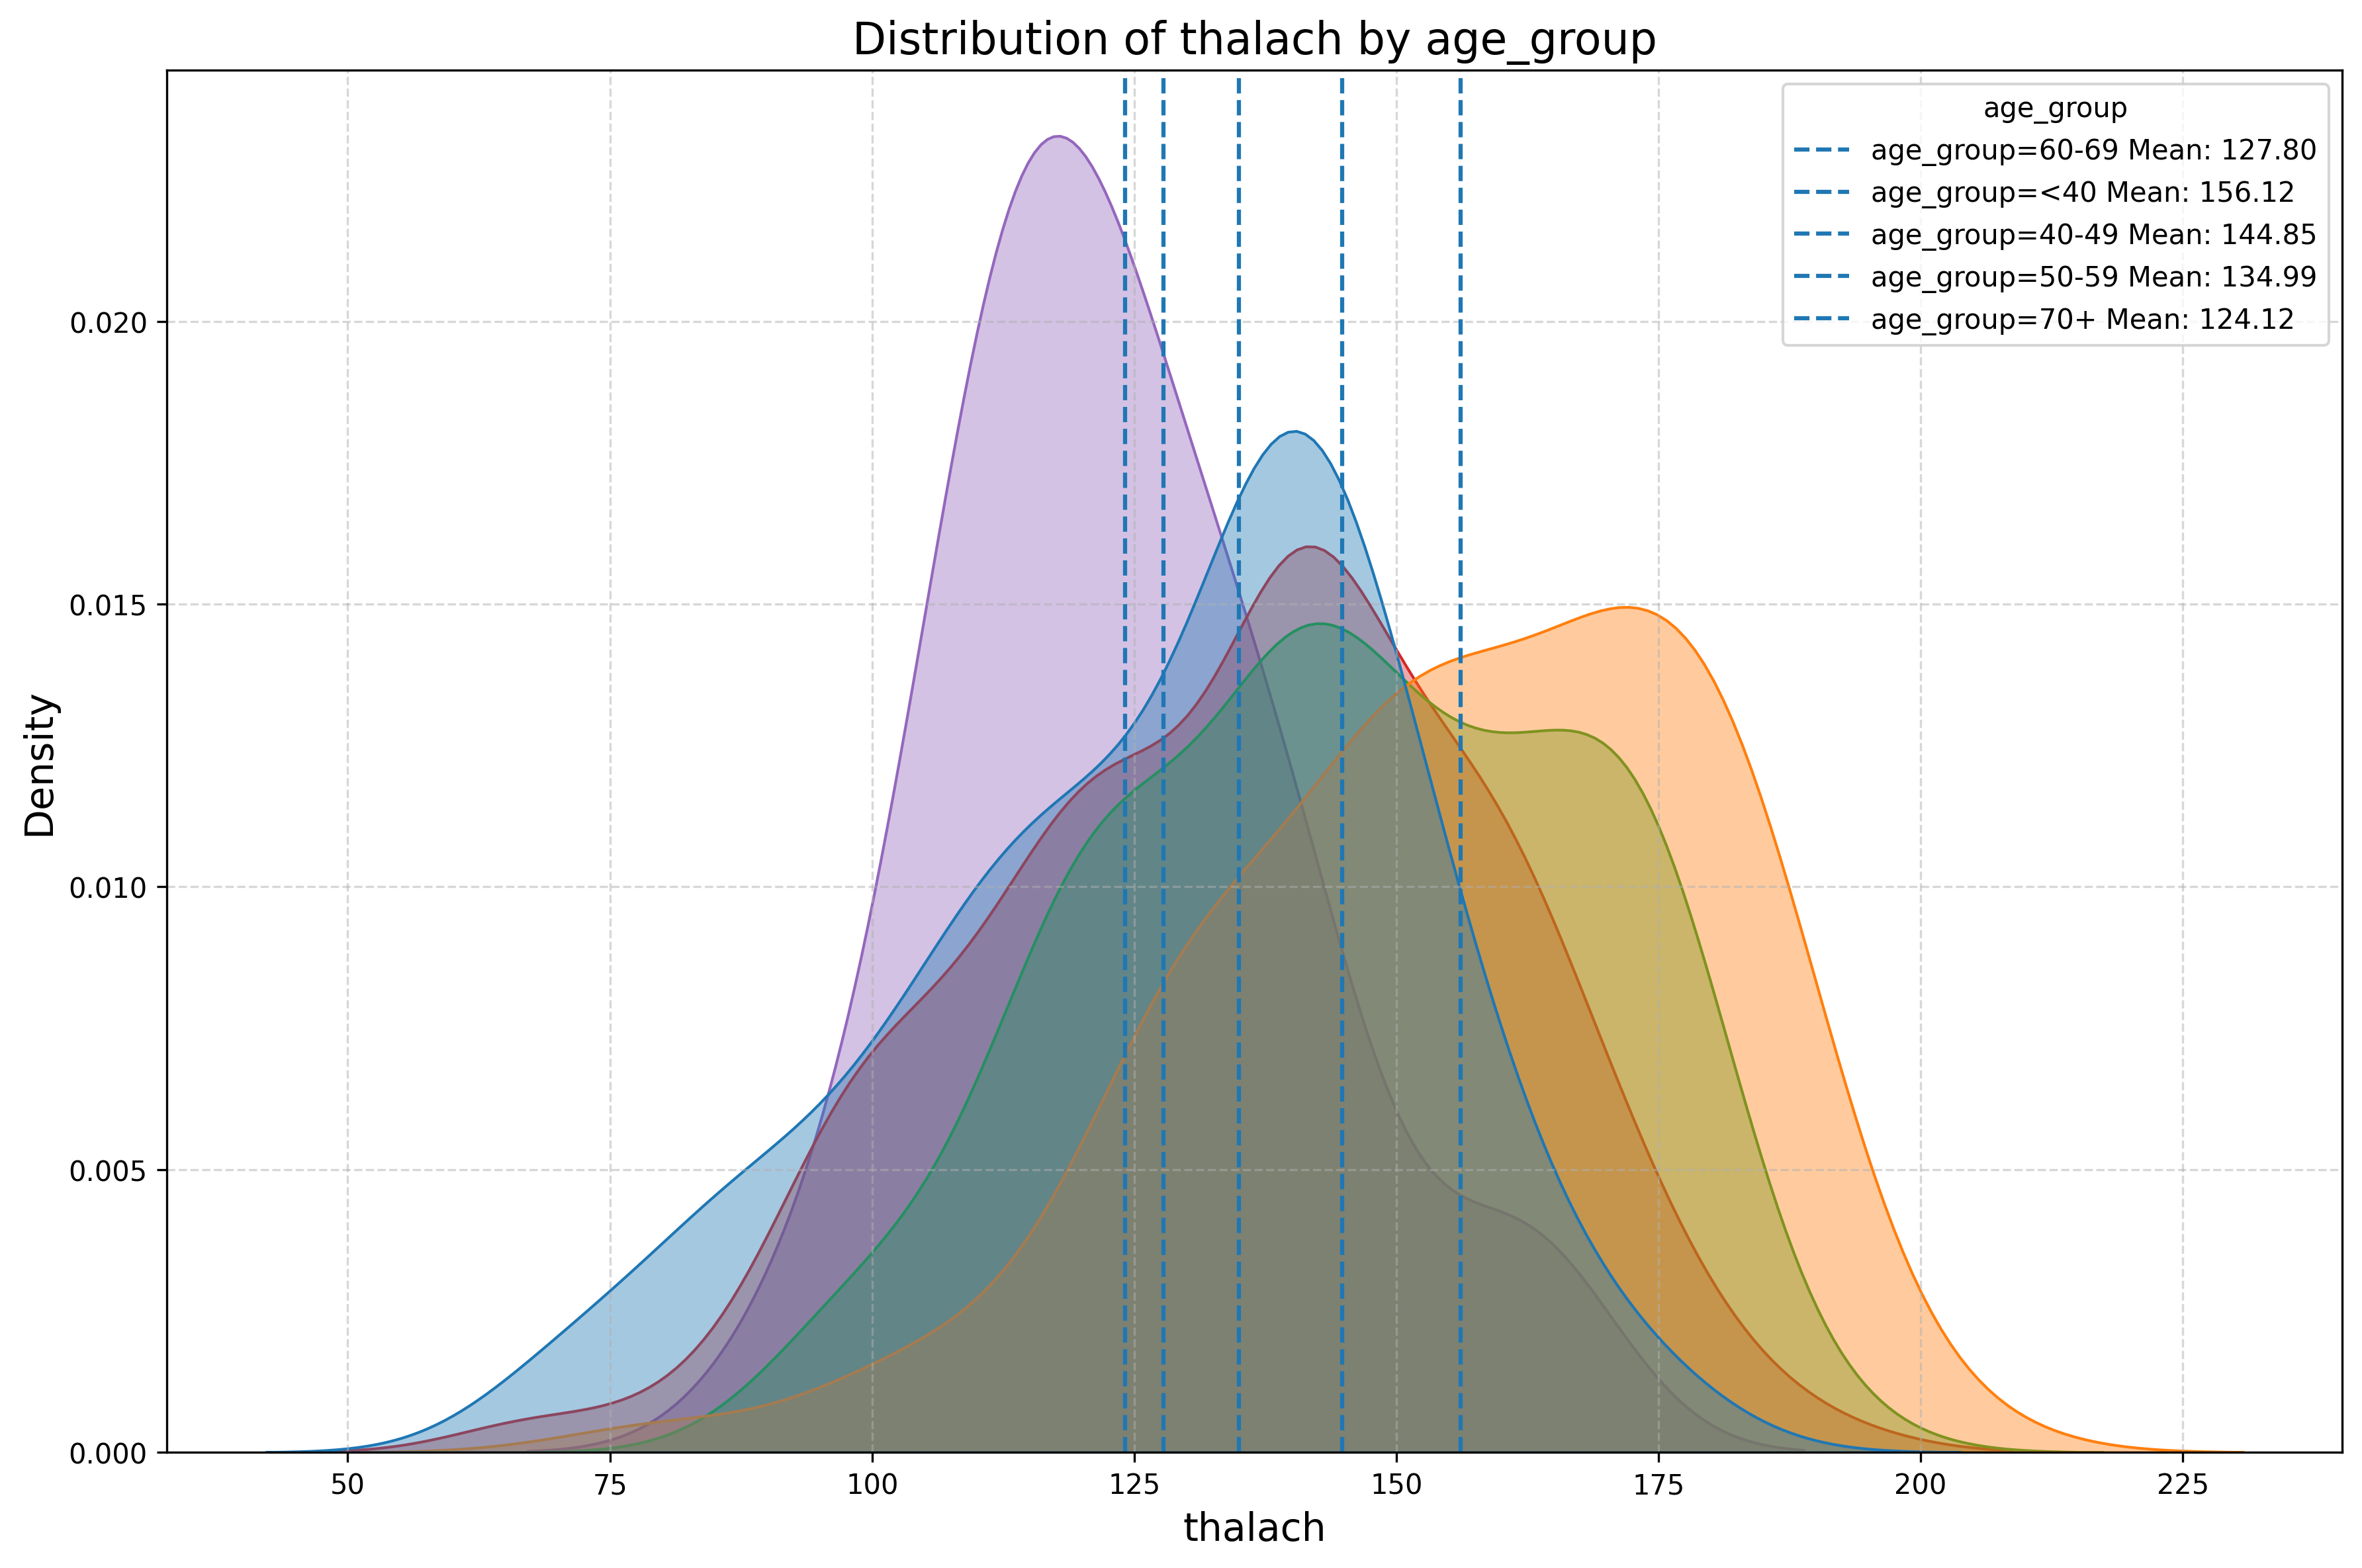 Distribution of thalach by age_group
age_group
age_group=60-69 Mean: 127.80
age_group=<40 Mean: 156.12
age_group=40-49 Mean: 144.85
age_group=50-59 Mean: 134.99
age_group=70+ Mean: 124.12
Density
0.020
0.015
0.010
0.005
0.000
50 75 100 125 150 175 200 225
thalach